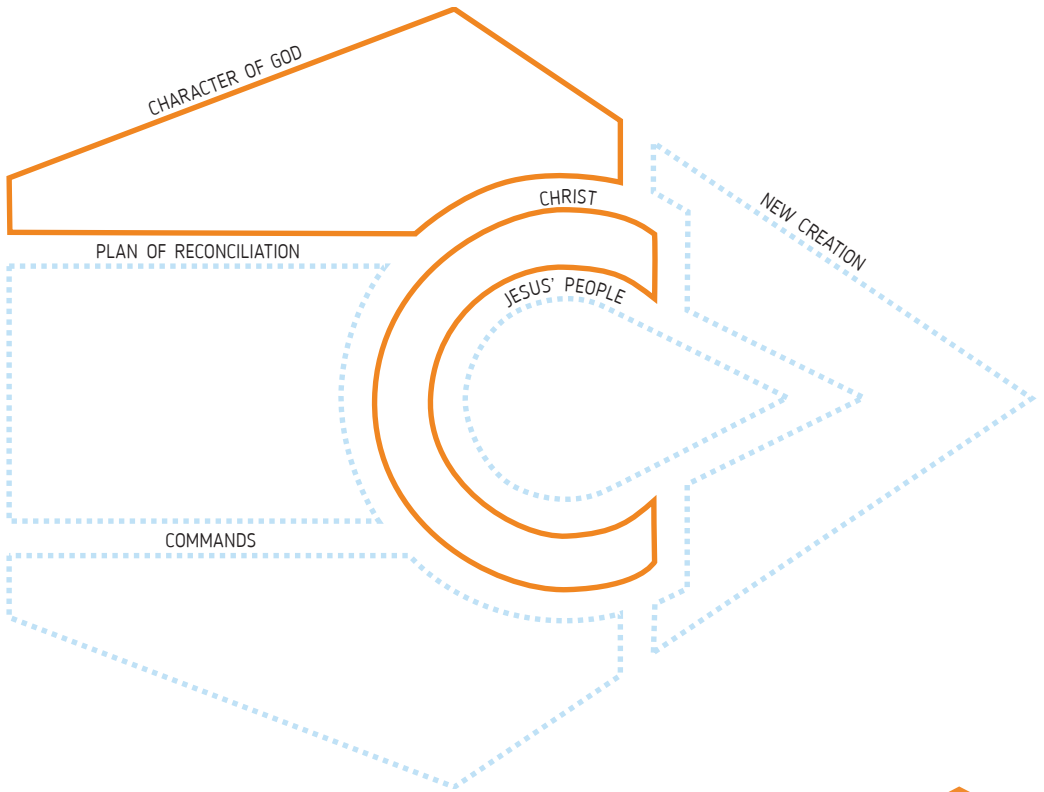 CHARACTER OF GOD
CHRIST
NEW CREATION
PLAN OF RECONCILIATION
JESUS' PEOPLE
COMMANDS